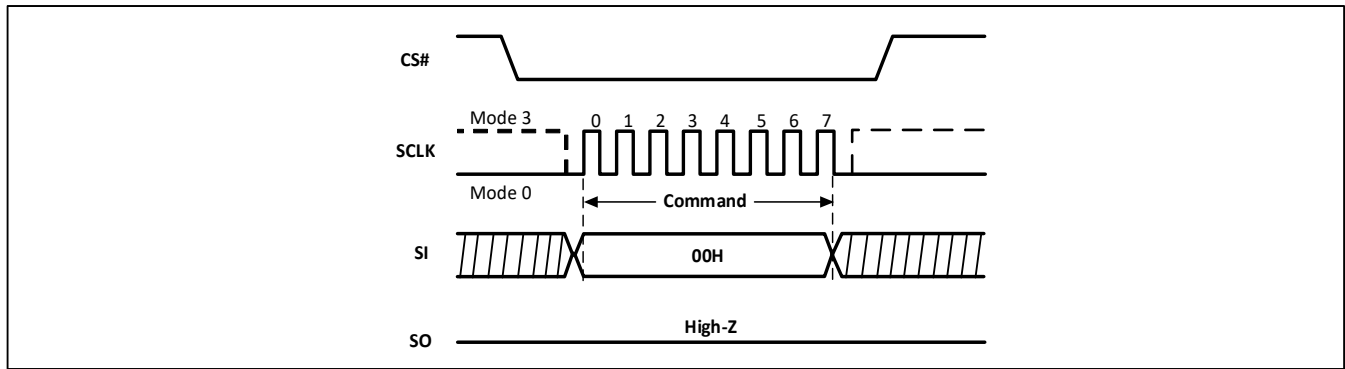 CS#
Mode 3
0 1 2 3 4 5 6 7
SCLK
Mode 0
Command
SI
00H
High-Z
SO